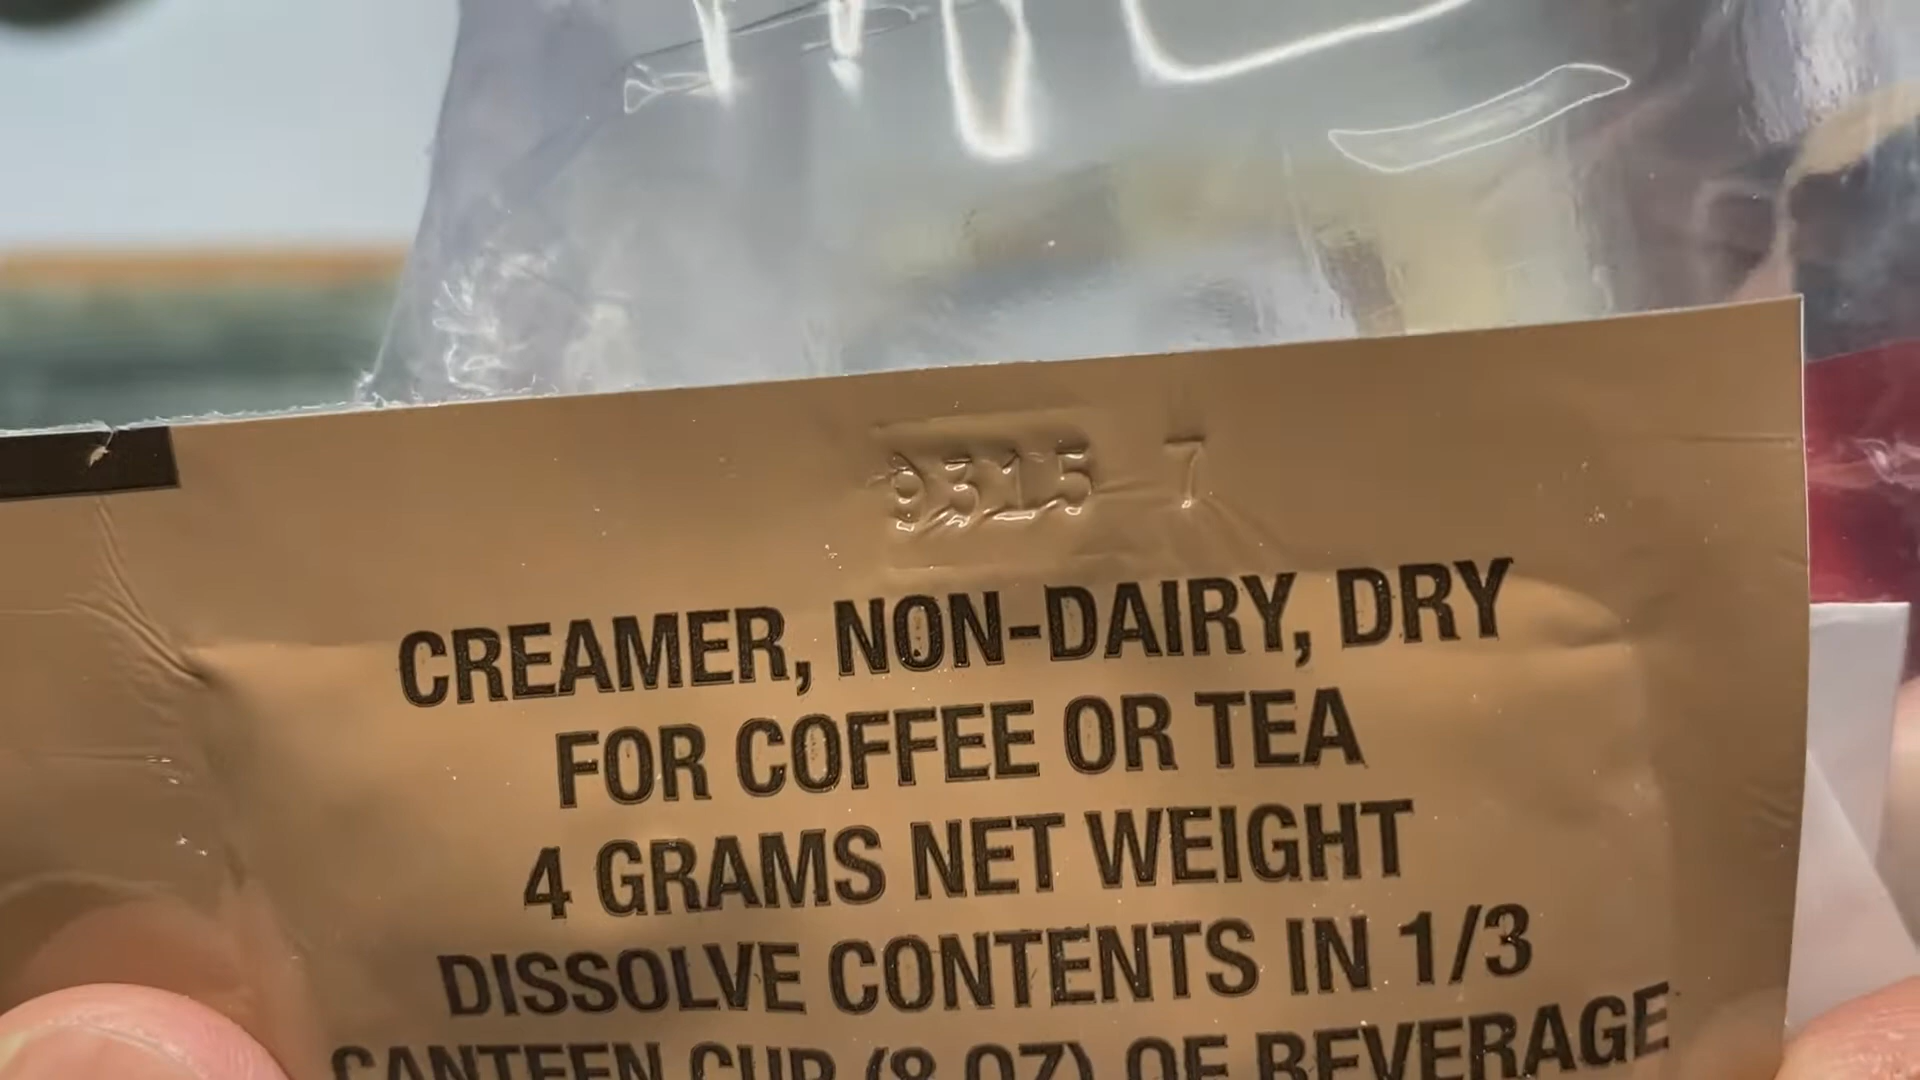 9315 7
CREAMER, NON-DAIRY, DRY
FOR COFFEE OR TEA
4 GRAMS NET WEIGHT
DISSOLVE CONTENTS IN 1/3
CANTEEN CUP (8 OZ) OF BEVERAGE